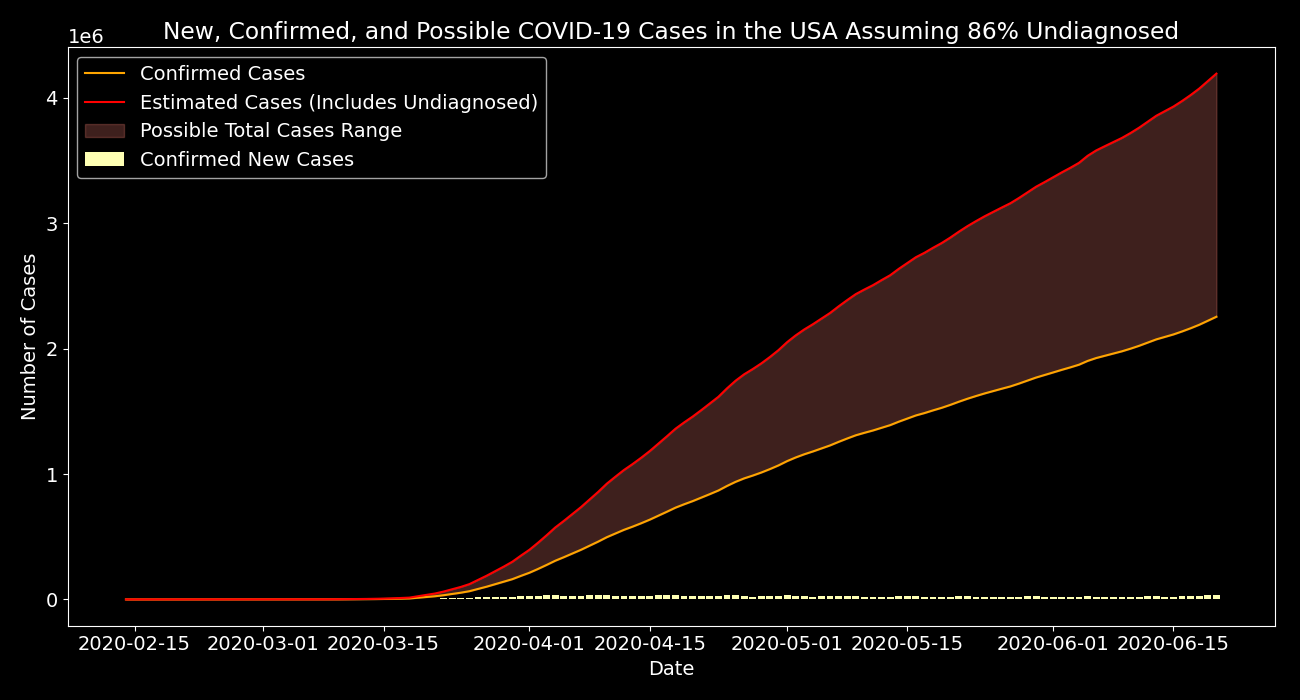 New, Confirmed, and Possible COVID-19 Cases in the USA Assuming 86% Undiagnosed
1e6
Confirmed Cases
Estimated Cases (Includes Undiagnosed)
Possible Total Cases Range
Confirmed New Cases
4
3
2
1
0
Number of Cases
2020-02-15 2020-03-01 2020-03-15 2020-04-01 2020-04-15 2020-05-01 2020-05-15 2020-06-01 2020-06-15
Date